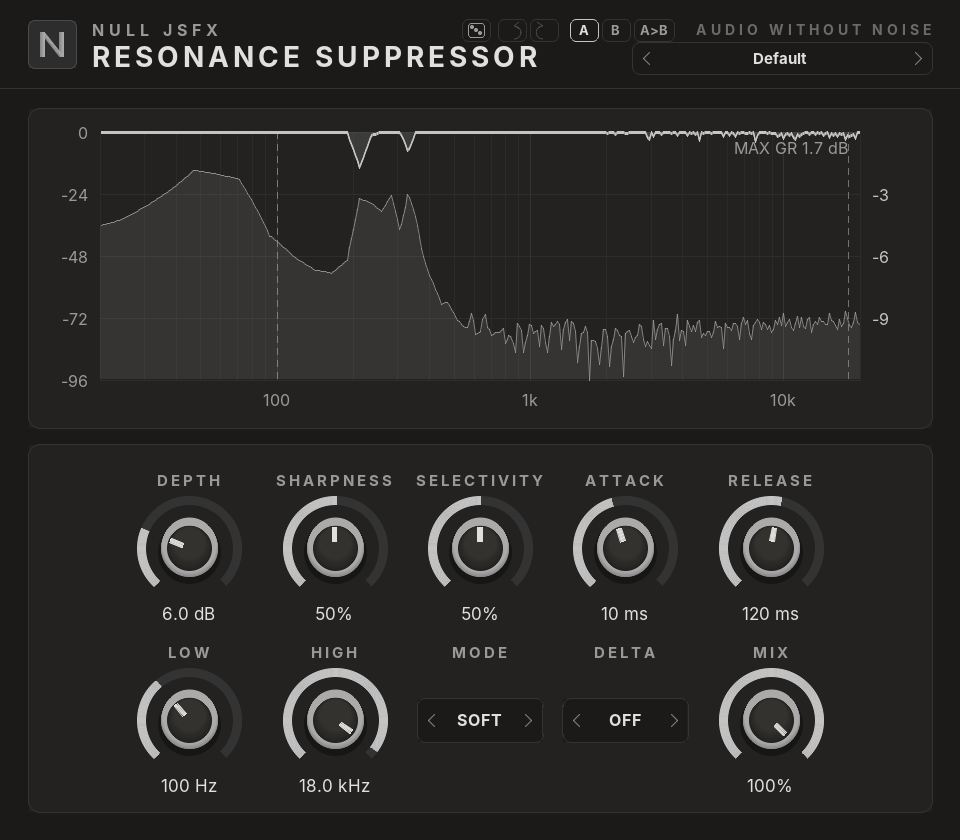 N
NULL JSFX
RESONANCE SUPPRESSOR
A B A>B
AUDIO WITHOUT NOISE
Default
0
-24
-48
-72
-96
MAX GR 1.7 dB
-3
-6
-9
100 1k 10k
DEPTH SHARPNESS SELECTIVITY ATTACK RELEASE
6.0 dB 50% 50% 10 ms 120 ms
LOW HIGH MODE DELTA MIX
SOFT OFF
100 Hz 18.0 kHz 100%